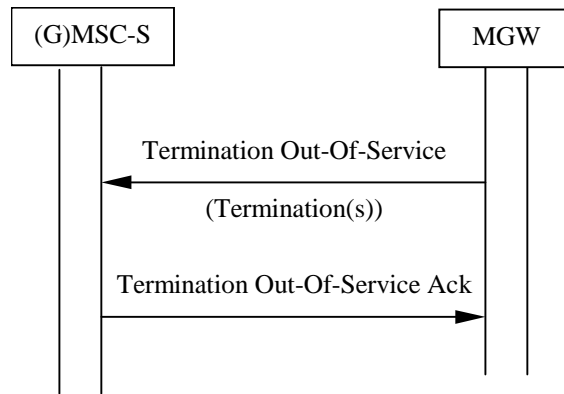 (G)MSC-S
MGW
Termination Out-Of-Service
(Termination(s))
Termination Out-Of-Service Ack